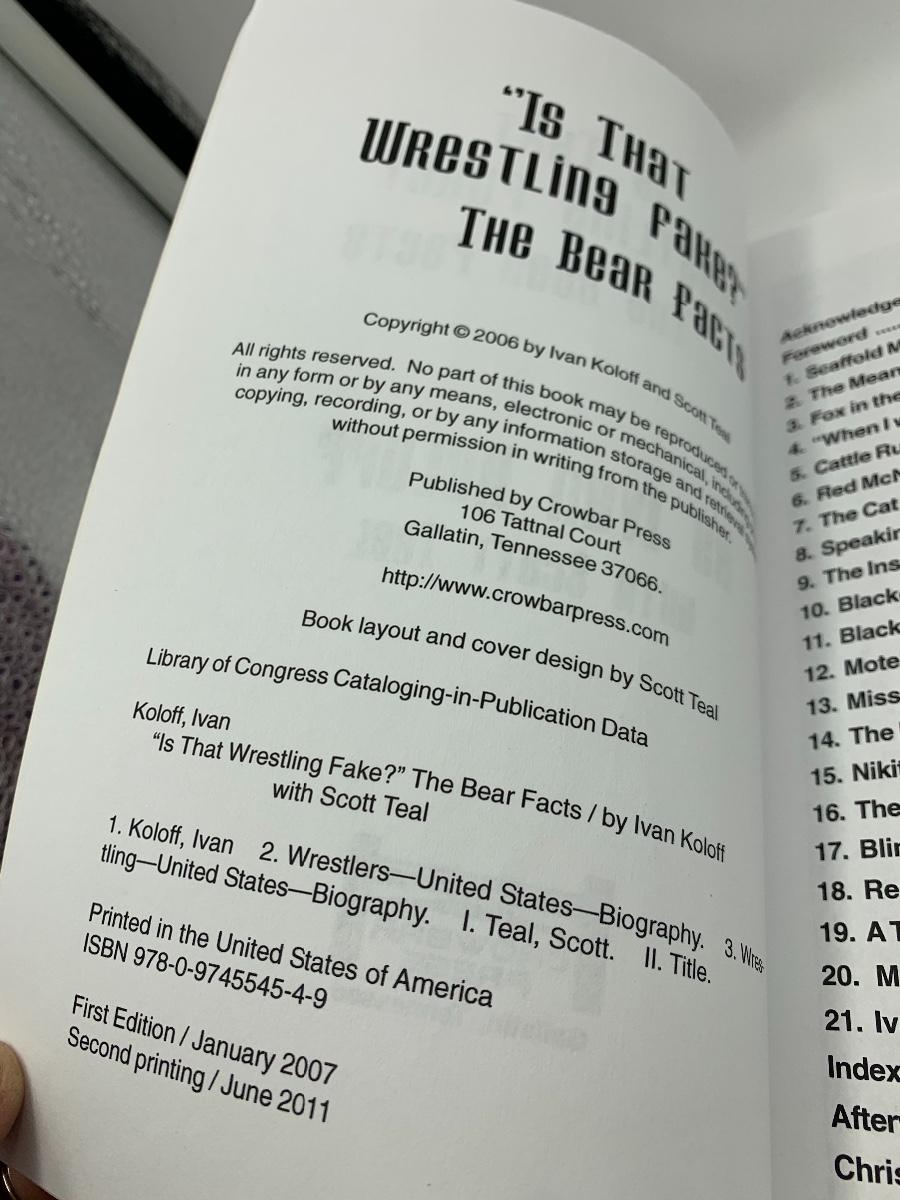 "Is That
Wrestling Fake?"
The Bear Facts
Copyright © 2006 by Ivan Koloff and Scott Teal
All rights reserved. No part of this book may be reproduced or
in any form or by any means, electronic or mechanical, including
copying, recording, or by any information storage and retrieval
without permission in writing from the publisher.
Published by Crowbar Press
106 Tattnal Court
Gallatin, Tennessee 37066.
http://www.crowbarpress.com
Book layout and cover design by Scott Teal
Library of Congress Cataloging-in-Publication Data
Koloff, Ivan
"Is That Wrestling Fake?" The Bear Facts / by Ivan Koloff
with Scott Teal
1. Koloff, Ivan 2. Wrestlers—United States—Biography. 3. Wres-
tling—United States—Biography. I. Teal, Scott. II. Title.
Printed in the United States of America
ISBN 978-0-9745545-4-9
First Edition / January 2007
Second printing / June 2011
Acknowledge
Foreword .....
1. Scaffold M
2. The Mean
3. Fox in the
4. "When I w
5. Cattle Ru
6. Red McN
7. The Cat
8. Speakin
9. The Ins
10. Black
11. Black
12. Mote
13. Miss
14. The
15. Nikit
16. The
17. Blin
18. Re
19. A T
20. M
21. Iv
Index
After
Chris